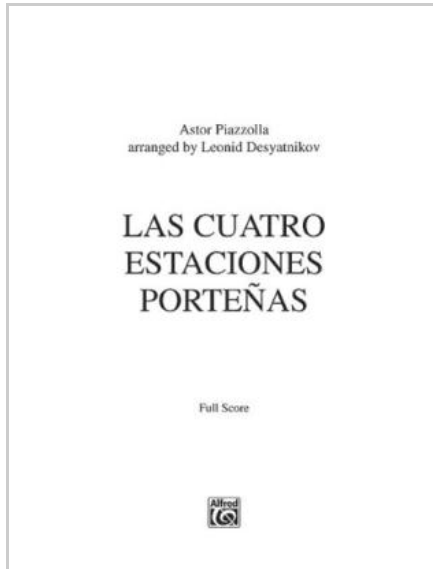 Astor Piazzolla
arranged by Leonid Desyatnikov
LAS CUATRO
ESTACIONES
PORTEÑAS
Full Score
Alfred